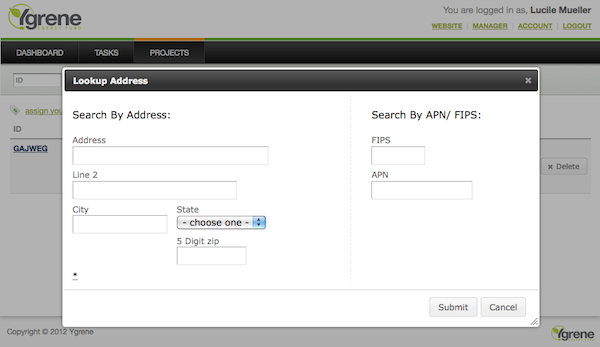 Ygrene
ENERGY FUND
You are logged in as, Lucile Mueller
WEBSITE | MANAGER | ACCOUNT | LOGOUT
DASHBOARD TASKS PROJECTS
ID
Lookup Address ×
assign you
ID
GAJWEG
× Delete
Search By Address:
Address
Line 2
City
State
- choose one -
5 Digit zip
*
Search By APN/ FIPS:
FIPS
APN
Submit Cancel
Copyright © 2012 Ygrene
Ygrene